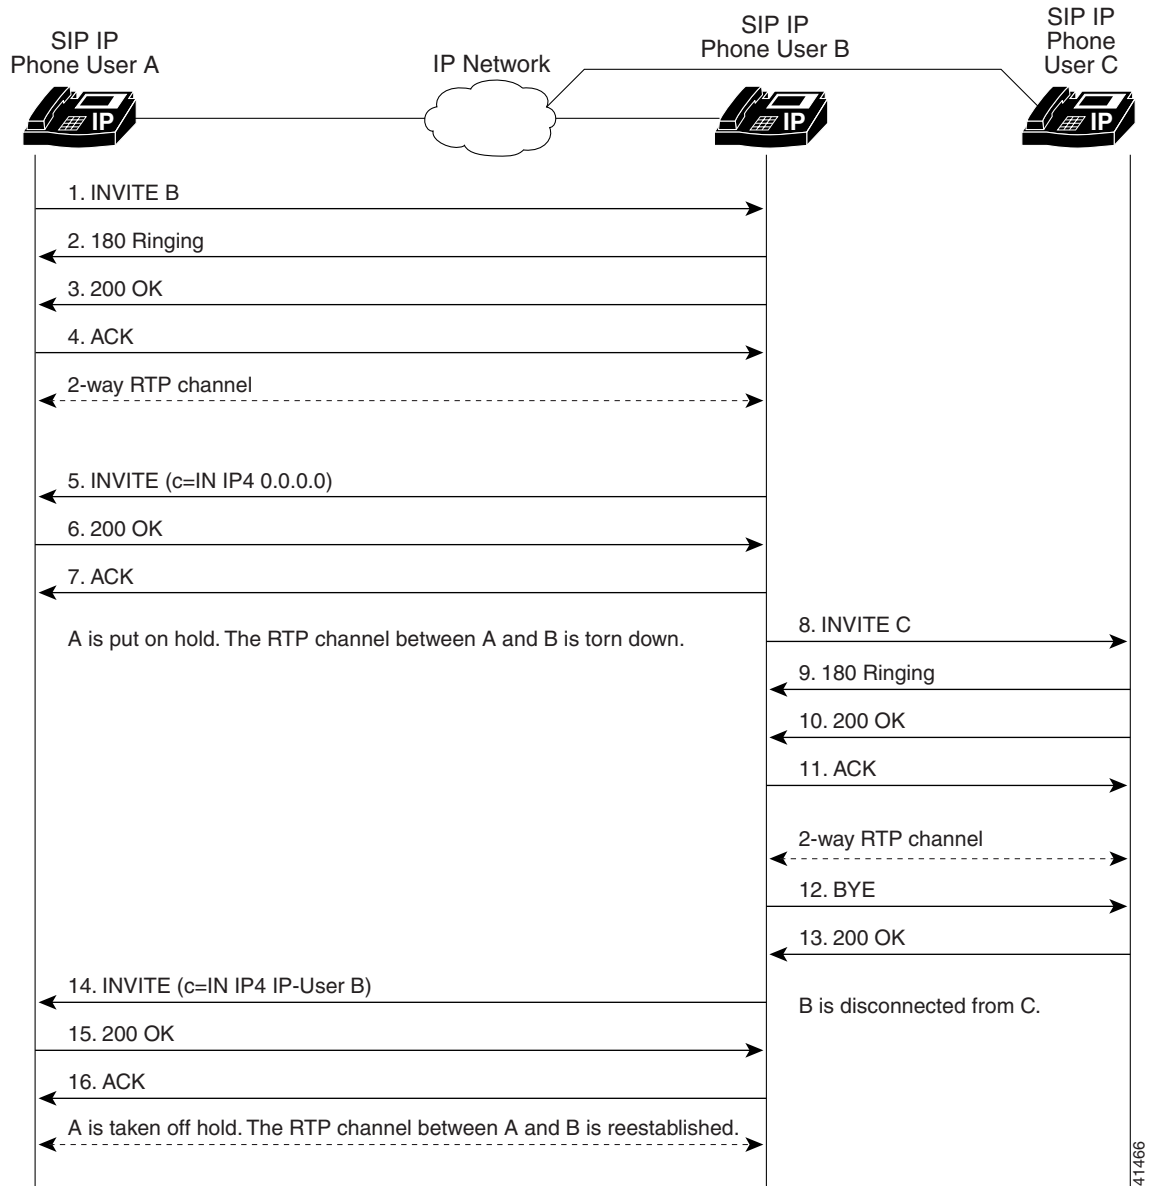 SIP IP
Phone User A
IP Network
SIP IP
Phone User B
SIP IP
Phone
User C
IP
IP
IP
1. INVITE B
2. 180 Ringing
3. 200 OK
4. ACK
2-way RTP channel
5. INVITE (c=IN IP4 0.0.0.0)
6. 200 OK
7. ACK
A is put on hold. The RTP channel between A and B is torn down.
8. INVITE C
9. 180 Ringing
10. 200 OK
11. ACK
2-way RTP channel
12. BYE
13. 200 OK
14. INVITE (c=IN IP4 IP-User B)
B is disconnected from C.
15. 200 OK
16. ACK
A is taken off hold. The RTP channel between A and B is reestablished.
41466